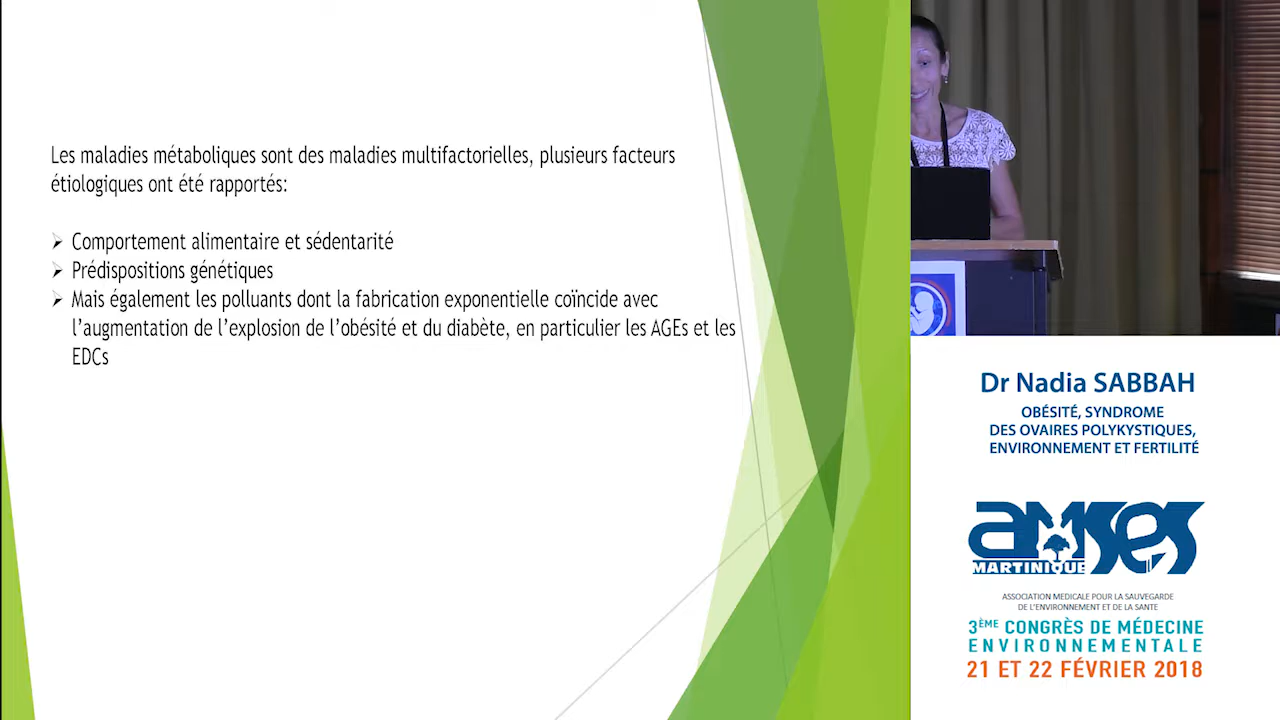 Les maladies métaboliques sont des maladies multifactorielles, plusieurs facteurs
étiologiques ont été rapportés:
Comportement alimentaire et sédentarité
Prédispositions génétiques
Mais également les polluants dont la fabrication exponentielle coïncide avec
l'augmentation de l'explosion de l'obésité et du diabète, en particulier les AGEs et les
EDCs
Dr Nadia SABBAH
OBÉSITÉ, SYNDROME
DES OVAIRES POLYKYSTIQUES,
ENVIRONNEMENT ET FERTILITÉ
AMSES
MARTINIQUE
ASSOCIATION MEDICALE POUR LA SAUVEGARDE
DE L'ENVIRONNEMENT ET DE LA SANTE
3ÈME CONGRÈS DE MÉDECINE
ENVIRONNEMENTALE
21 ET 22 FÉVRIER 2018